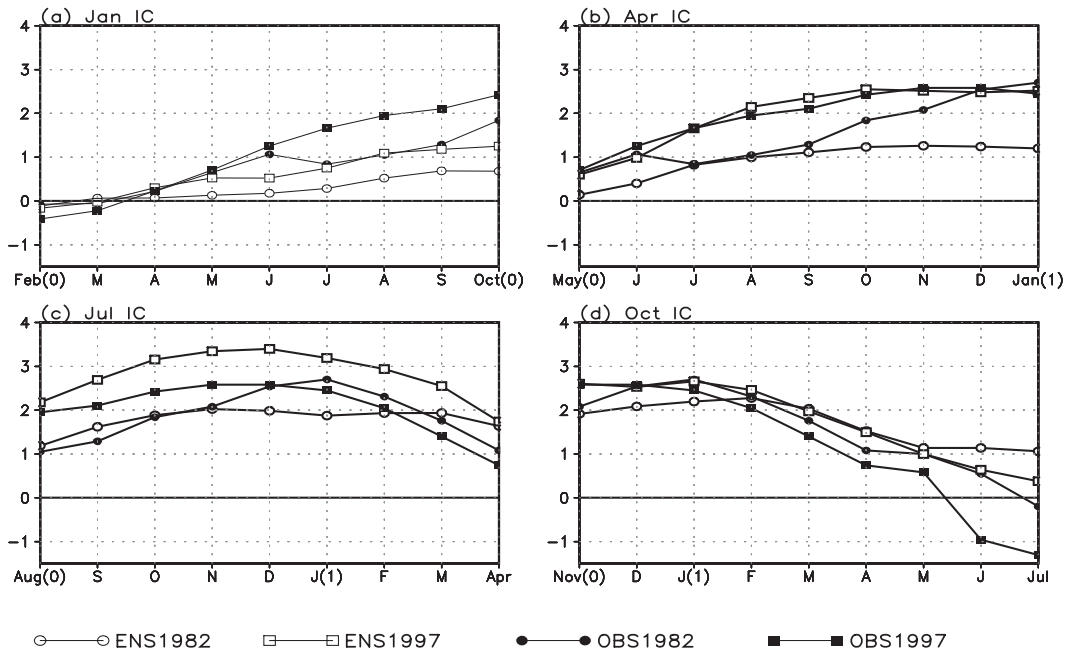 (a) Jan IC
4
3
2
1
0
−1
Feb(0) M A M J J A S Oct(0)
(b) Apr IC
4
3
2
1
0
−1
May(0) J J A S O N D Jan(1)
(c) Jul IC
4
3
2
1
0
−1
Aug(0) S O N D J(1) F M Apr
(d) Oct IC
4
3
2
1
0
−1
Nov(0) D J(1) F M A M J Jul
ENS1982 ENS1997 OBS1982 OBS1997